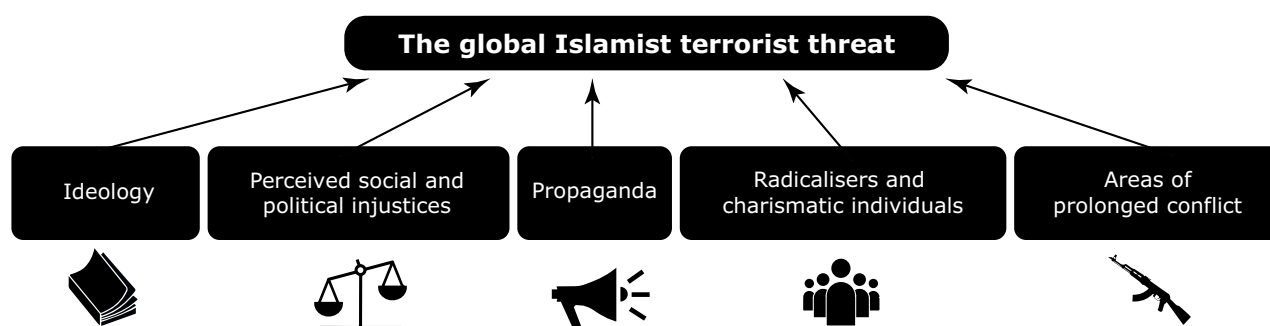 The global Islamist terrorist threat
Ideology
Perceived social and
political injustices
Propaganda
Radicalisers and
charismatic individuals
Areas of
prolonged conflict